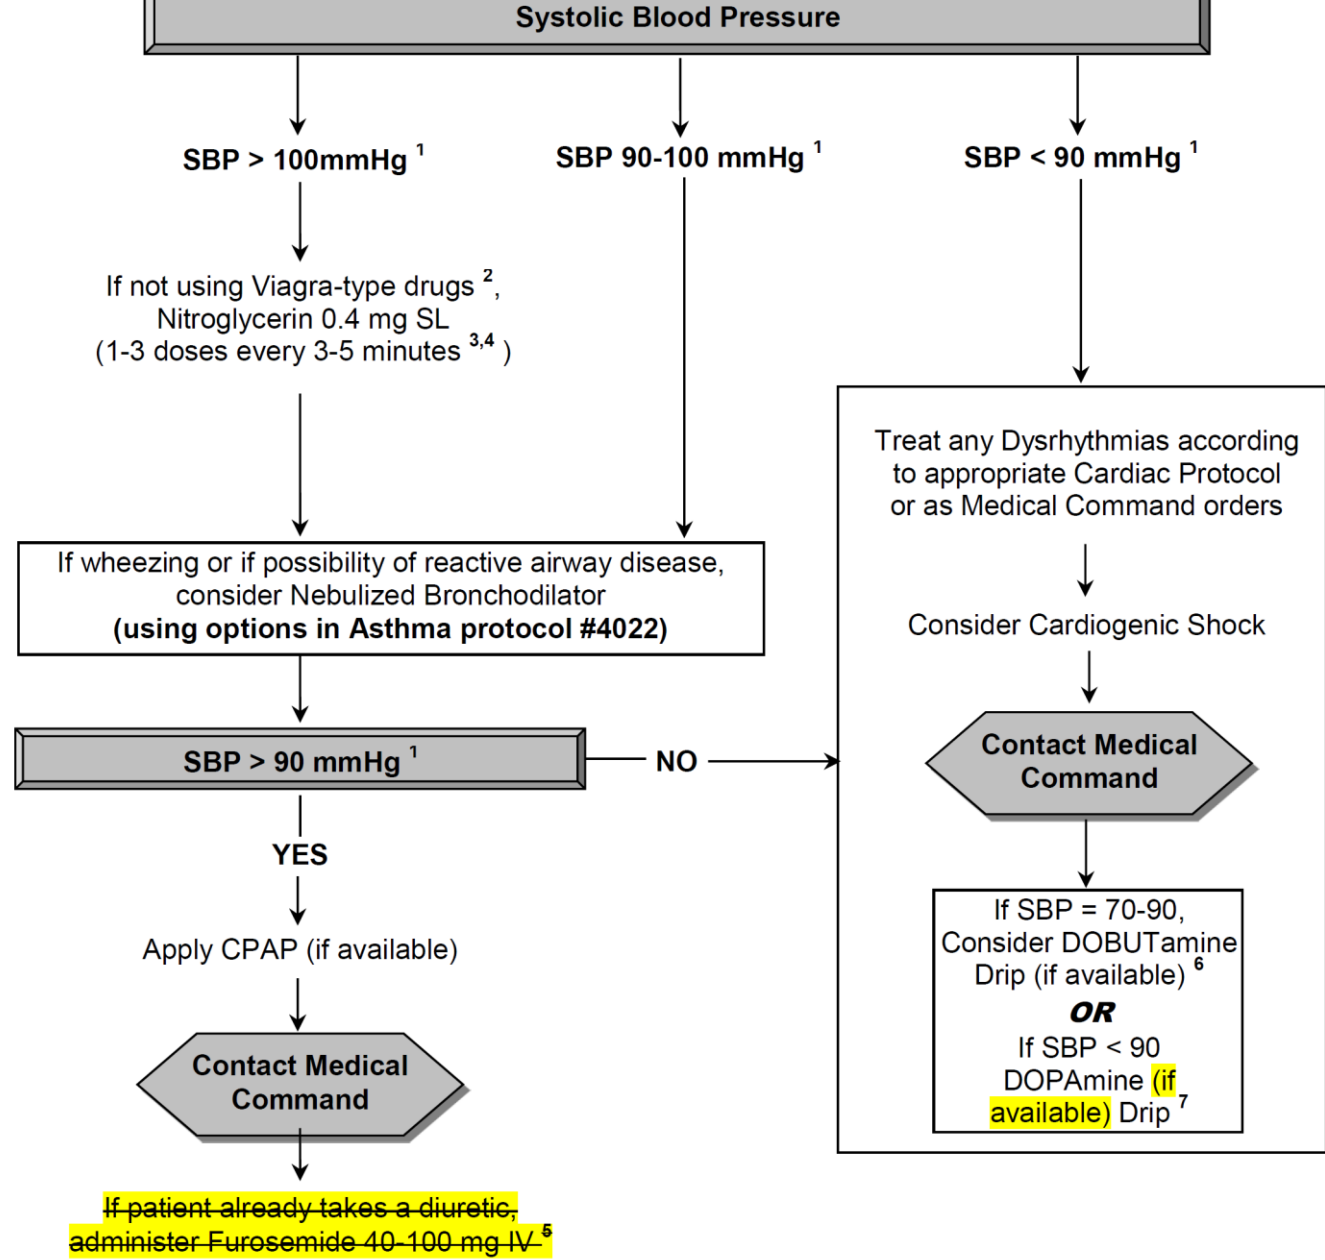 Systolic Blood Pressure
SBP > 100mmHg 1
SBP 90-100 mmHg 1
SBP < 90 mmHg 1
If not using Viagra-type drugs 2,
Nitroglycerin 0.4 mg SL
(1-3 doses every 3-5 minutes 3,4 )
If wheezing or if possibility of reactive airway disease,
consider Nebulized Bronchodilator
(using options in Asthma protocol #4022)
SBP > 90 mmHg 1
NO
YES
Apply CPAP (if available)
Contact Medical
Command
If patient already takes a diuretic,
administer Furosemide 40-100 mg IV 5
Treat any Dysrhythmias according
to appropriate Cardiac Protocol
or as Medical Command orders
Consider Cardiogenic Shock
Contact Medical
Command
If SBP = 70-90,
Consider DOBUTamine
Drip (if available) 6
OR
If SBP < 90
DOPAmine (if
available) Drip 7